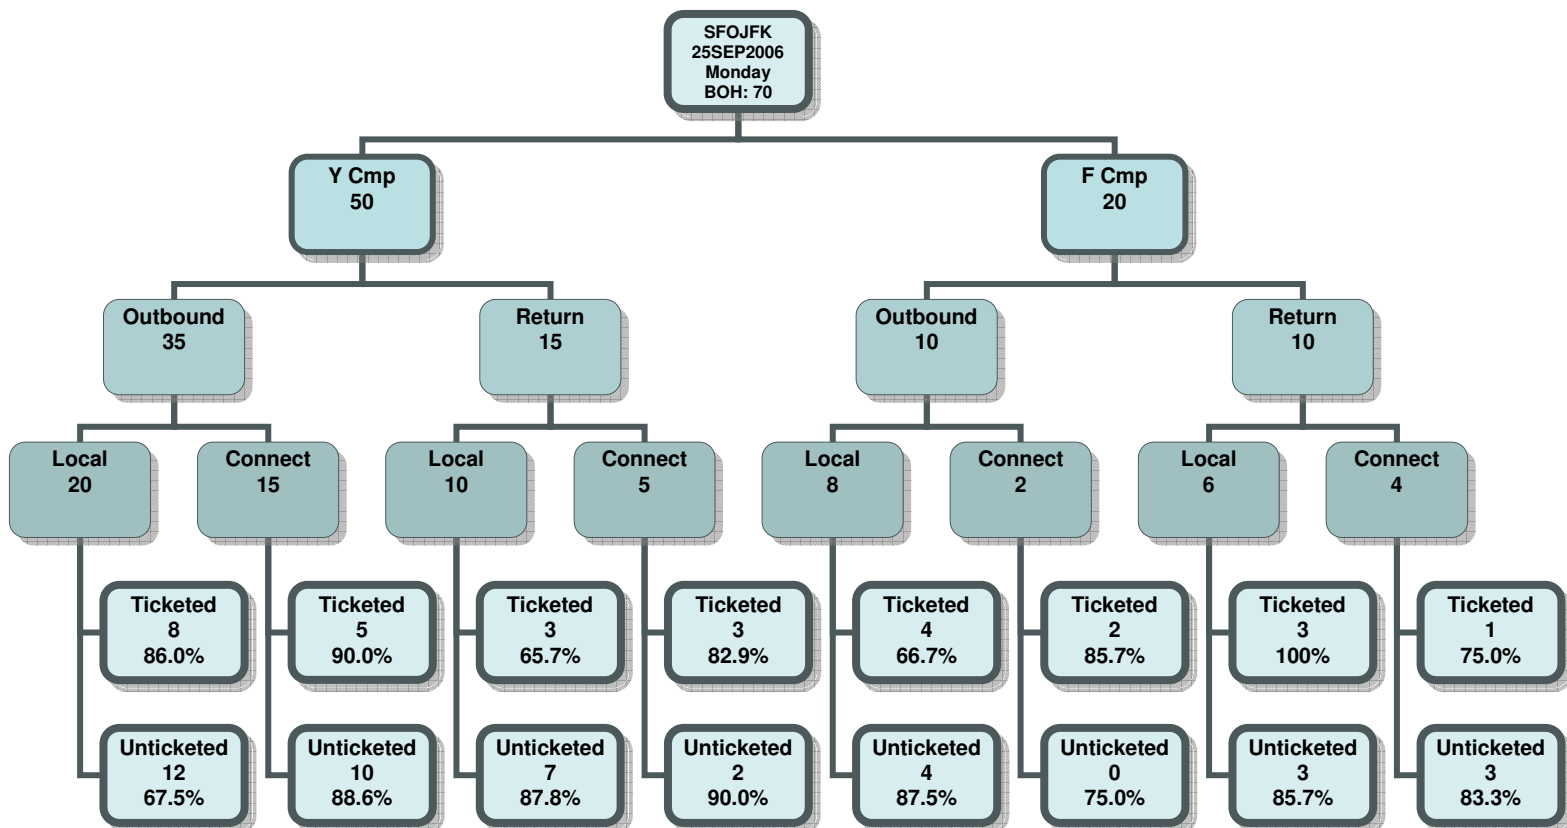 SFOJFK
25SEP2006
Monday
BOH: 70
Y Cmp
50
F Cmp
20
Outbound
35
Return
15
Outbound
10
Return
10
Local
20
Connect
15
Local
10
Connect
5
Local
8
Connect
2
Local
6
Connect
4
Ticketed
8
86.0%
Ticketed
5
90.0%
Ticketed
3
65.7%
Ticketed
3
82.9%
Ticketed
4
66.7%
Ticketed
2
85.7%
Ticketed
3
100%
Ticketed
1
75.0%
Unticketed
12
67.5%
Unticketed
10
88.6%
Unticketed
7
87.8%
Unticketed
2
90.0%
Unticketed
4
87.5%
Unticketed
0
75.0%
Unticketed
3
85.7%
Unticketed
3
83.3%